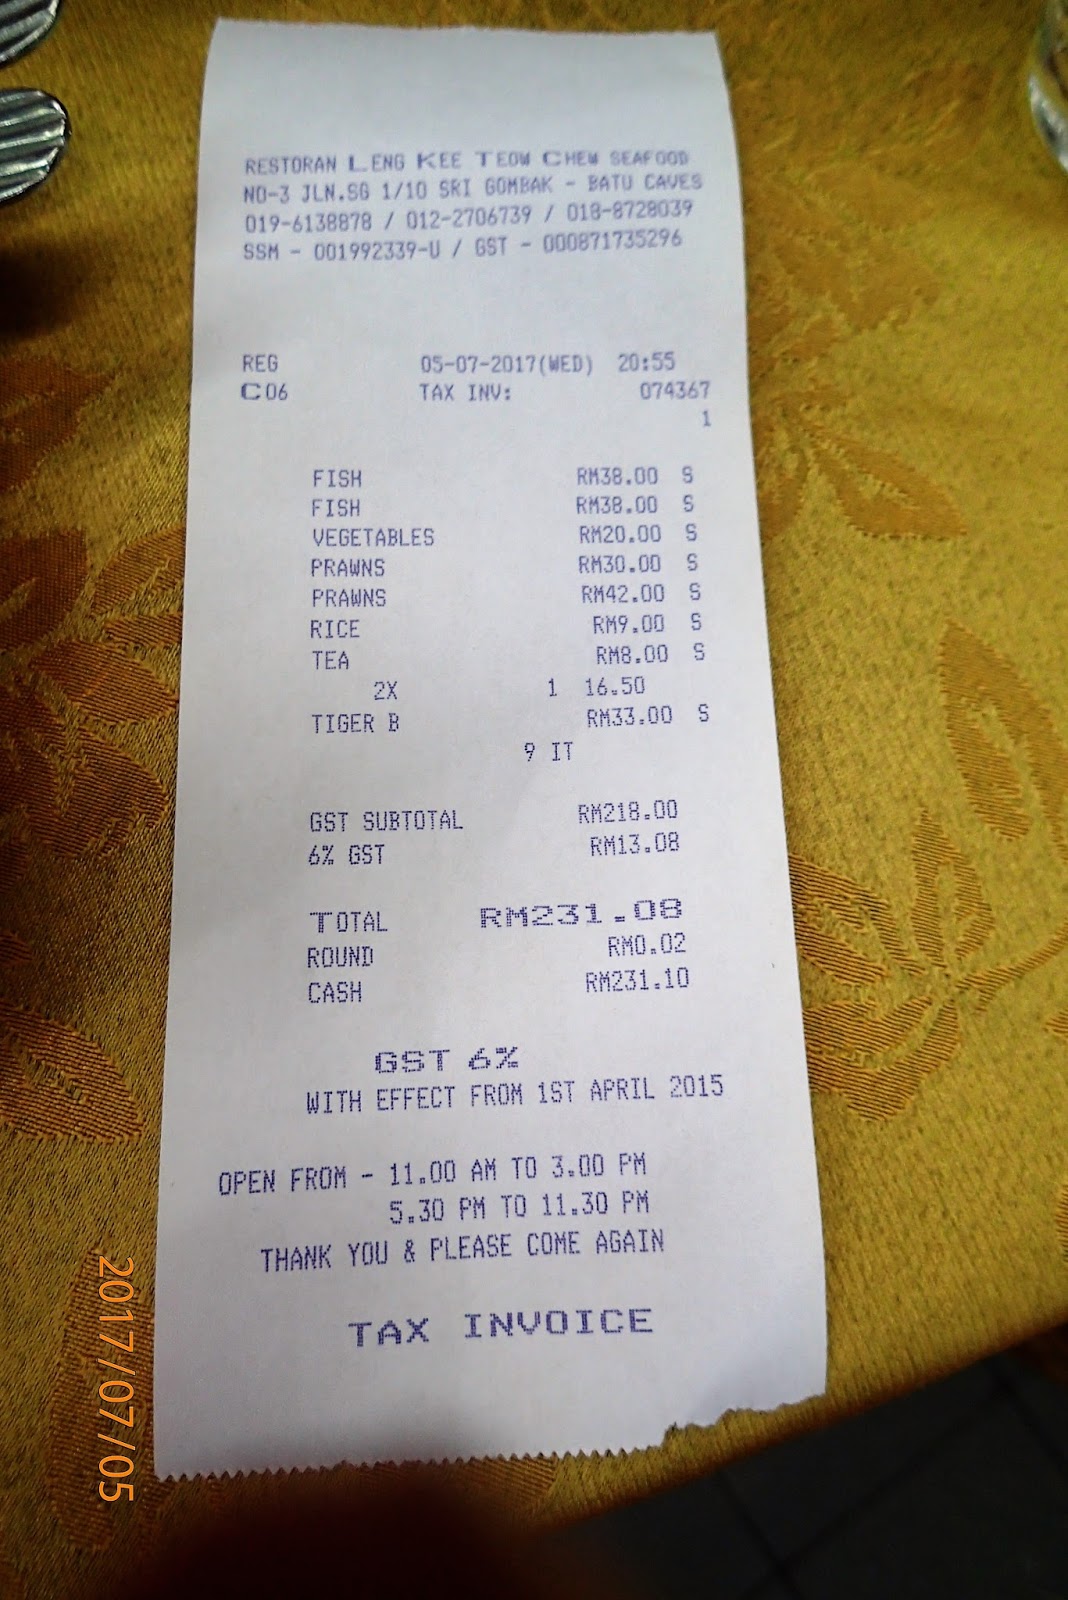 RESTORAN LENG KEE TEOW CHEW SEAFOOD
NO-3 JLN.SG 1/10 SRI GOMBAK - BATU CAVES
019-6138878 / 012-2706739 / 018-8728039
SSM - 001992339-U / GST - 000871735296
REG 05-07-2017(WED) 20:55
C06 TAX INV: 074367
1
FISH RM38.00 S
FISH RM38.00 S
VEGETABLES RM20.00 S
PRAWNS RM30.00 S
PRAWNS RM42.00 S
RICE RM9.00 S
TEA RM8.00 S
2X 1 16.50
TIGER B RM33.00 S
9 IT
GST SUBTOTAL RM218.00
6% GST RM13.08
TOTAL RM231.08
ROUND RM0.02
CASH RM231.10
GST 6%
WITH EFFECT FROM 1ST APRIL 2015
OPEN FROM - 11.00 AM TO 3.00 PM
5.30 PM TO 11.30 PM
THANK YOU & PLEASE COME AGAIN
TAX INVOICE
2017/07/05